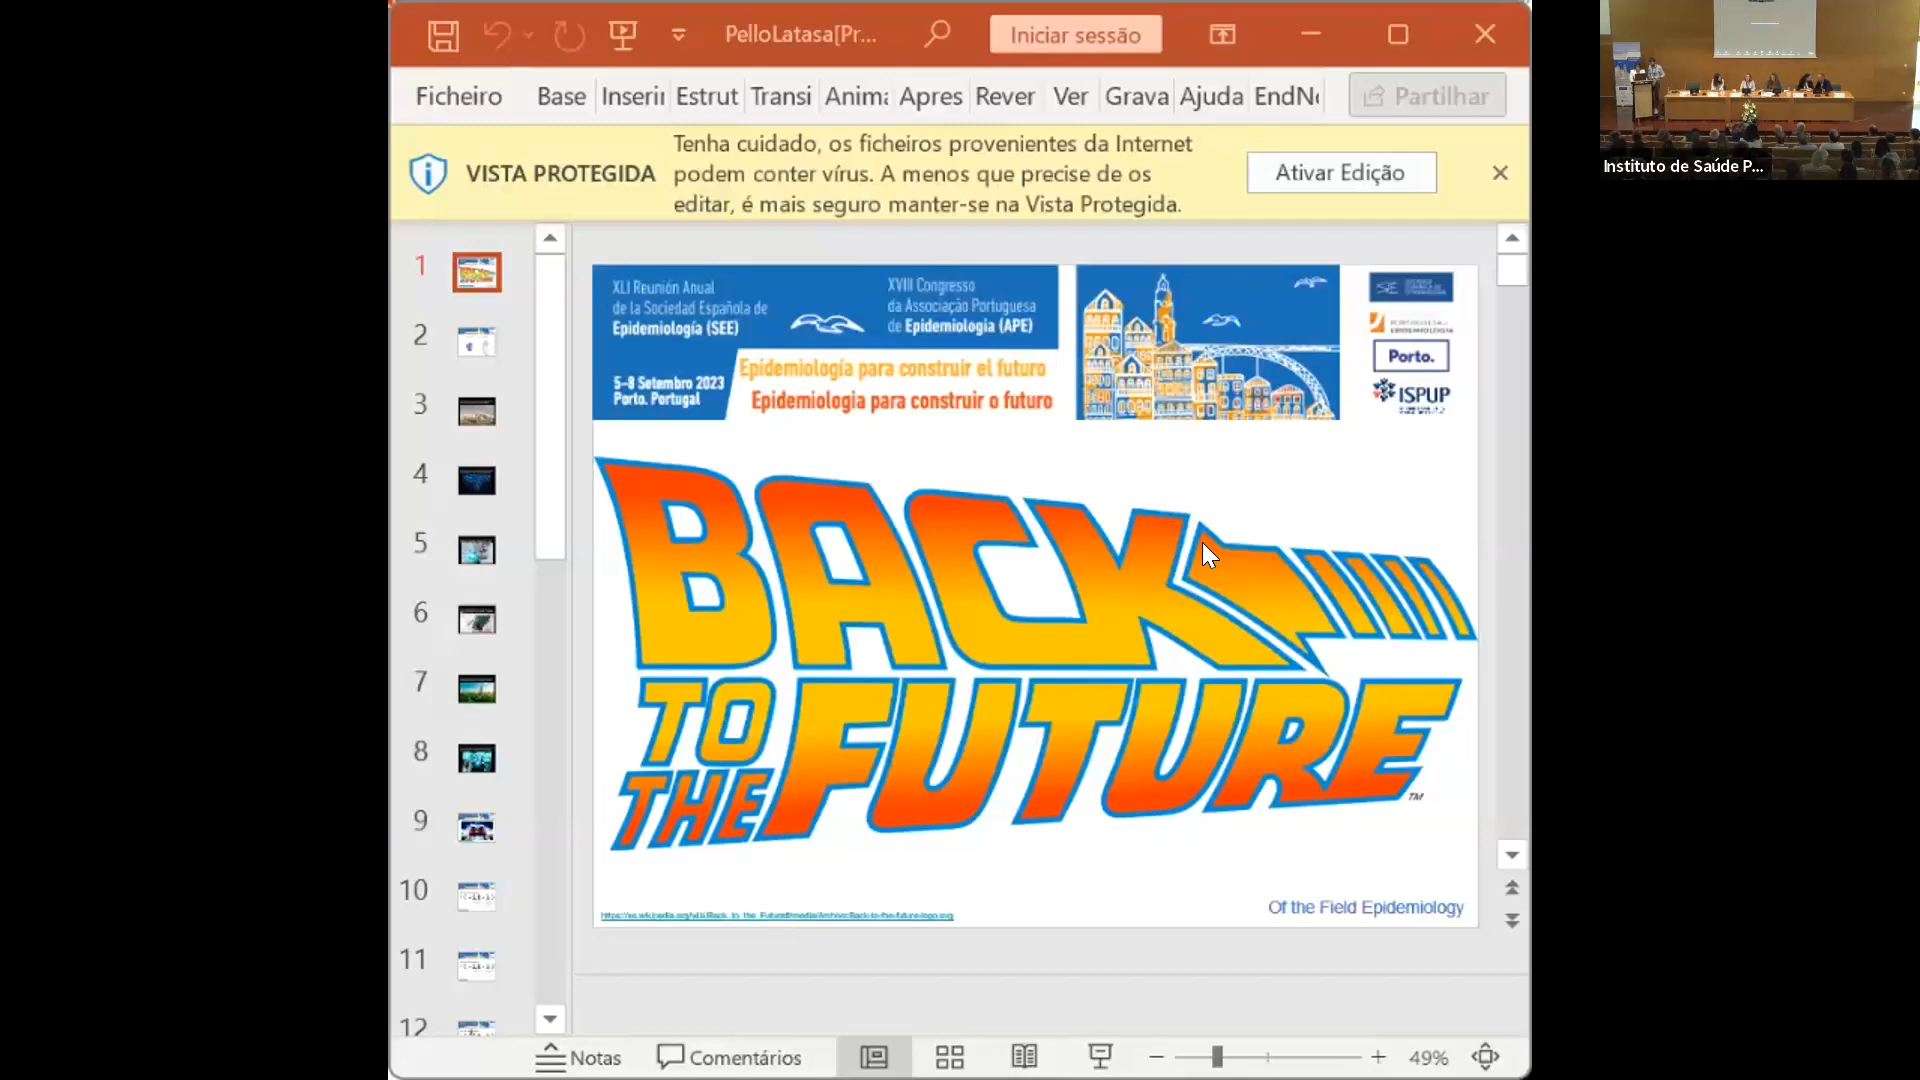 PelloLatasa[Pr...
Iniciar sessão
Ficheiro Base Inserir Estrut Transi Anima Apres Rever Ver Grava Ajuda EndNo Partilhar
VISTA PROTEGIDA
Tenha cuidado, os ficheiros provenientes da Internet
podem conter vírus. A menos que precise de os
editar, é mais seguro manter-se na Vista Protegida.
Ativar Edição
Instituto de Saúde P...
1
2
3
4
5
6
7
8
9
10
11
12
XLI Reunión Anual
de la Sociedad Española de
Epidemiología (SEE)
XVIII Congresso
da Associação Portuguesa
de Epidemiologia (APE)
5-8 Setembro 2023
Porto. Portugal
Epidemiología para construir el futuro
Epidemiologia para construir o futuro
SEE
Porto.
ISPUP
BACK
TO
THE FUTURE
TM
Of the Field Epidemiology
Notas
Comentários
49%